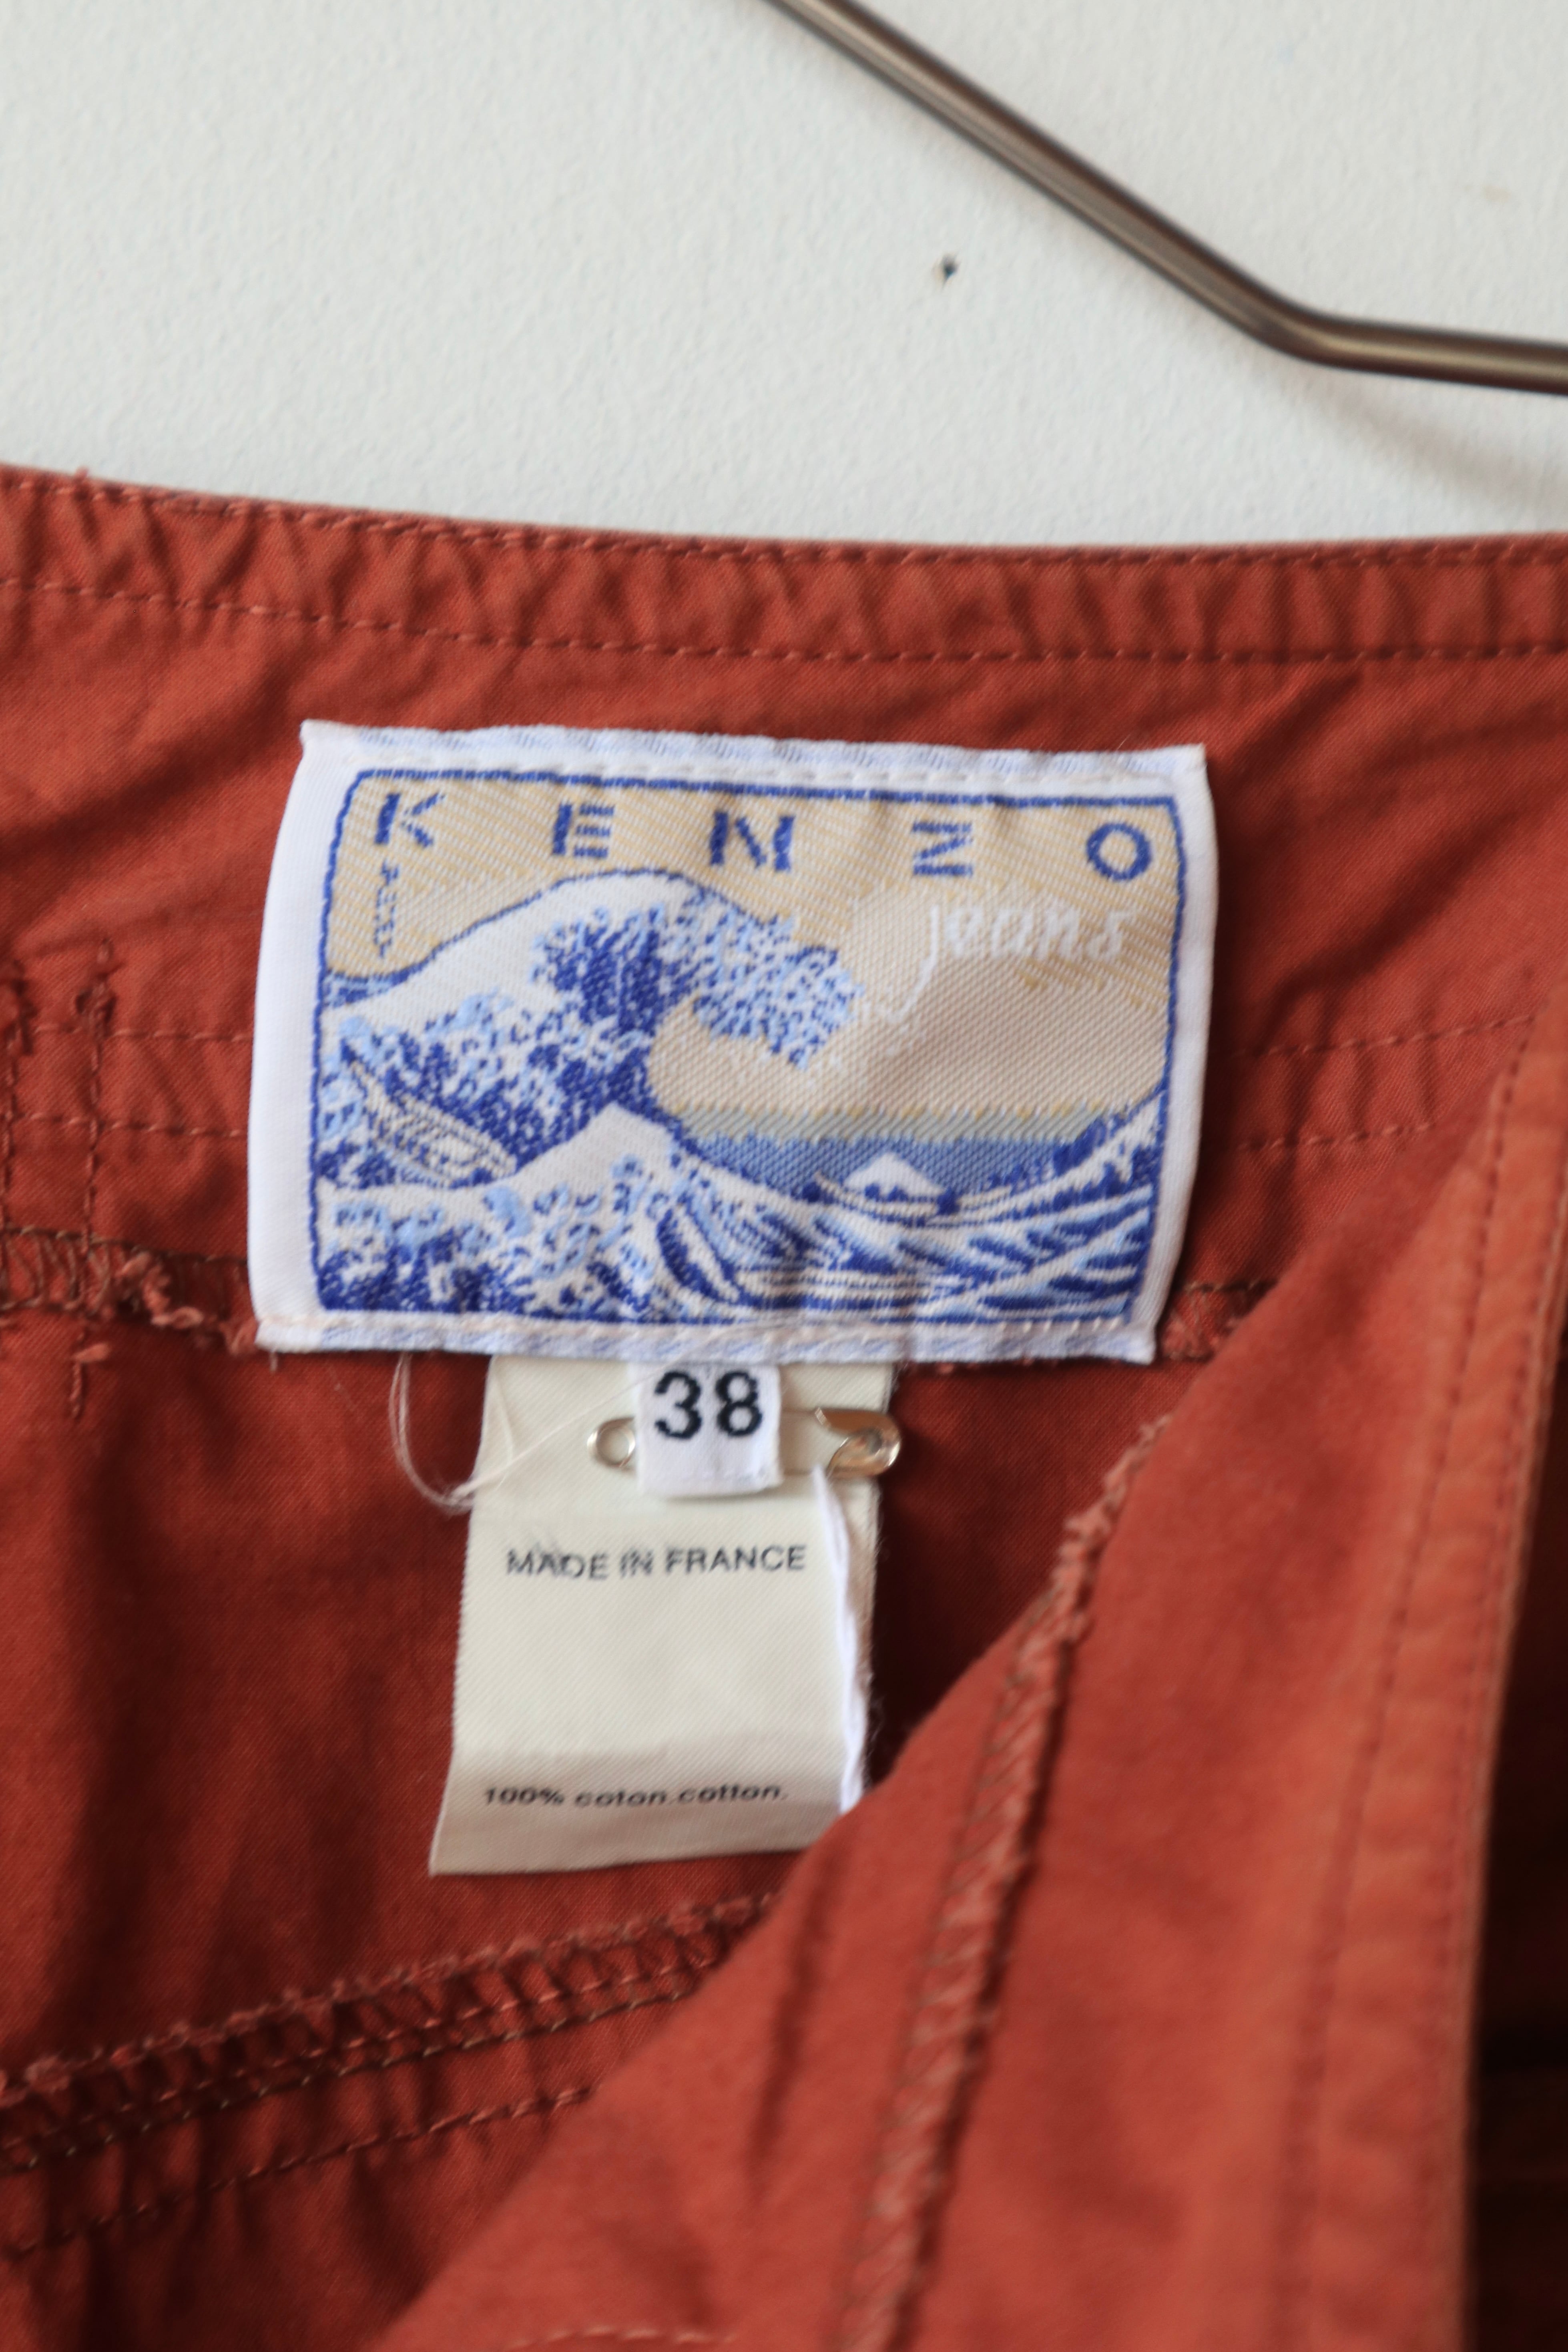 KENZO
PARIS
jeans
38
MADE IN FRANCE
100% coton.cotton.